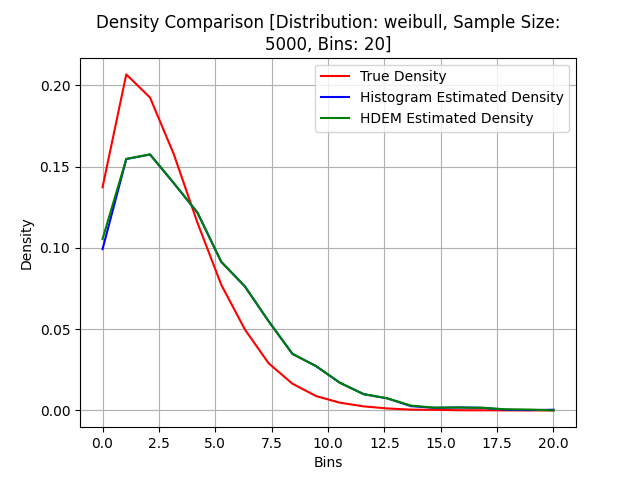 Density Comparison [Distribution: weibull, Sample Size:
5000, Bins: 20]
True Density
Histogram Estimated Density
HDEM Estimated Density
Density
0.20
0.15
0.10
0.05
0.00
0.0 2.5 5.0 7.5 10.0 12.5 15.0 17.5 20.0
Bins